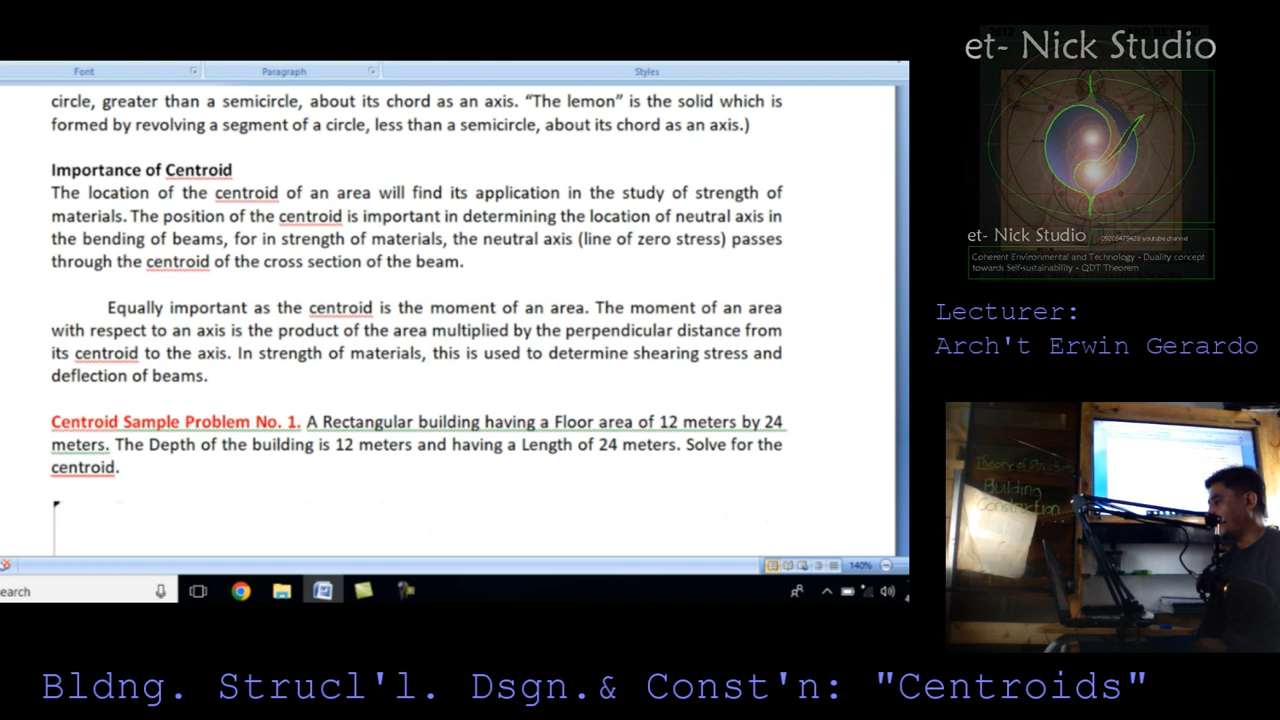 et- Nick Studio
Font
Paragraph
Styles
circle, greater than a semicircle, about its chord as an axis. “The lemon” is the solid which is
formed by revolving a segment of a circle, less than a semicircle, about its chord as an axis.)
Importance of Centroid
The location of the centroid of an area will find its application in the study of strength of
materials. The position of the centroid is important in determining the location of neutral axis in
the bending of beams, for in strength of materials, the neutral axis (line of zero stress) passes
through the centroid of the cross section of the beam.
Equally important as the centroid is the moment of an area. The moment of an area
with respect to an axis is the product of the area multiplied by the perpendicular distance from
its centroid to the axis. In strength of materials, this is used to determine shearing stress and
deflection of beams.
Centroid Sample Problem No. 1. A Rectangular building having a Floor area of 12 meters by 24
meters. The Depth of the building is 12 meters and having a Length of 24 meters. Solve for the
centroid.
140%
earch
et- Nick Studio
youtube channel
Coherent Environmental and Technology - Duality concept
towards Self-sustainability - QDT Theorem
Lecturer:
Arch't Erwin Gerardo
Theory of
Building
Construction
Bldng. Strucl'l. Dsgn.& Const'n: "Centroids"